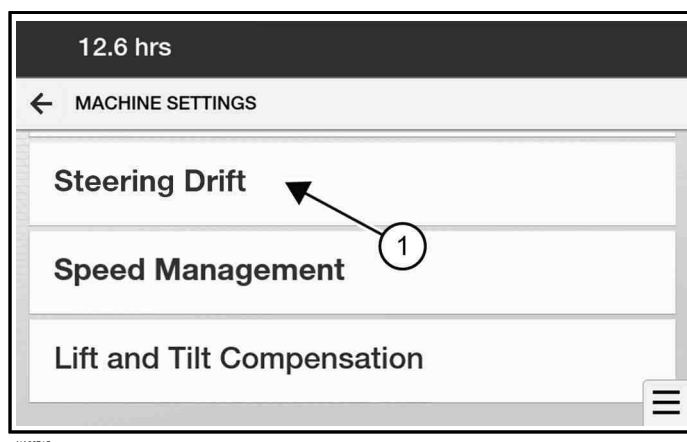 12.6 hrs
MACHINE SETTINGS
Steering Drift
1
Speed Management
Lift and Tilt Compensation